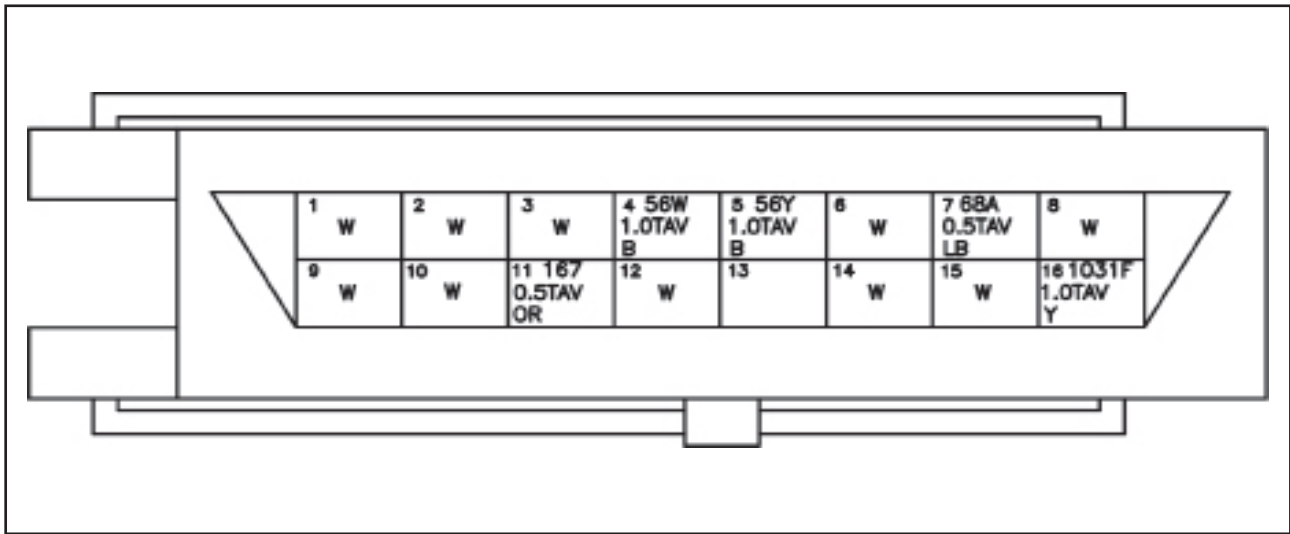 1 W
2 W
3 W
4 56W
1.0TAV
B
5 56Y
1.0TAV
B
6 W
7 68A
0.5TAV
LB
8 W
9 W
10 W
11 167
0.5TAV
OR
12 W
13
14 W
15 W
16 1031F
1.0TAV
Y